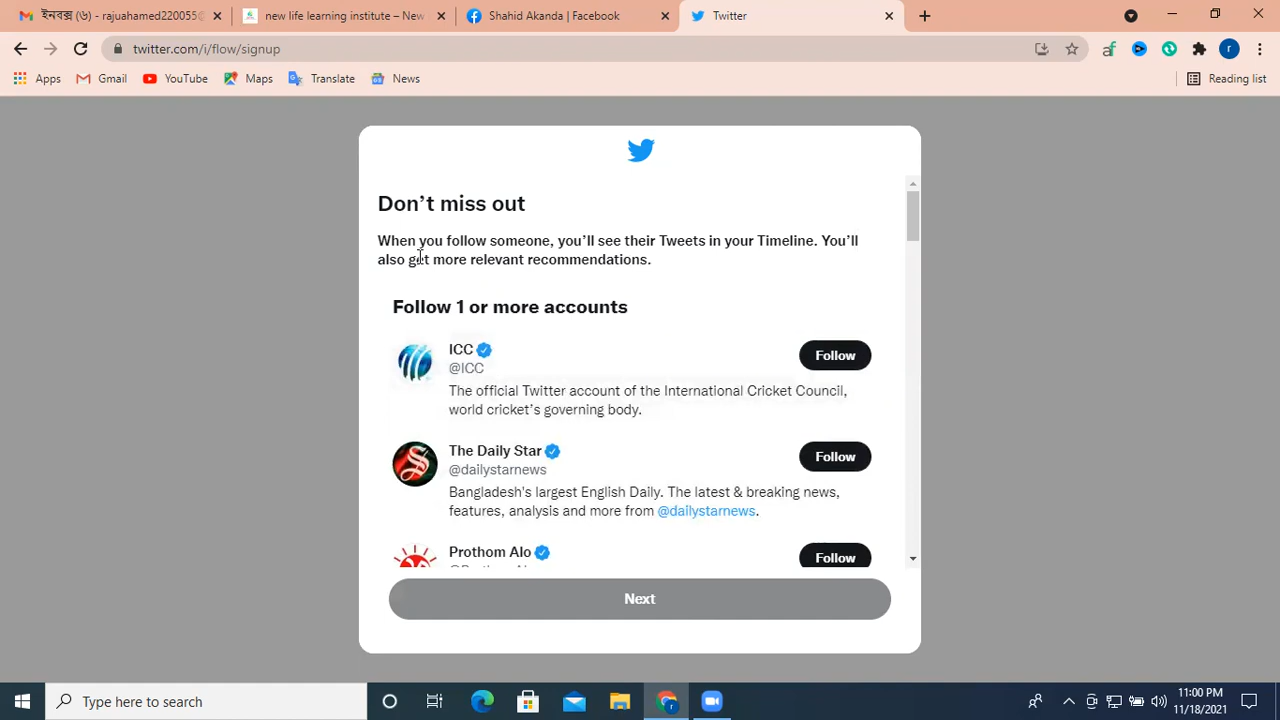 ইনবক্স (৬) - rajuahamed220055@
new life learning institute – New
Shahid Akanda | Facebook
Twitter
twitter.com/i/flow/signup
Apps
Gmail
YouTube
Maps
Translate
News
Reading list
Don't miss out
When you follow someone, you'll see their Tweets in your Timeline. You'll
also get more relevant recommendations.
Follow 1 or more accounts
ICC
@ICC
Follow
The official Twitter account of the International Cricket Council,
world cricket's governing body.
The Daily Star
@dailystarnews
Follow
Bangladesh's largest English Daily. The latest & breaking news,
features, analysis and more from @dailystarnews.
Prothom Alo
Follow
Next
Type here to search
11:00 PM
11/18/2021